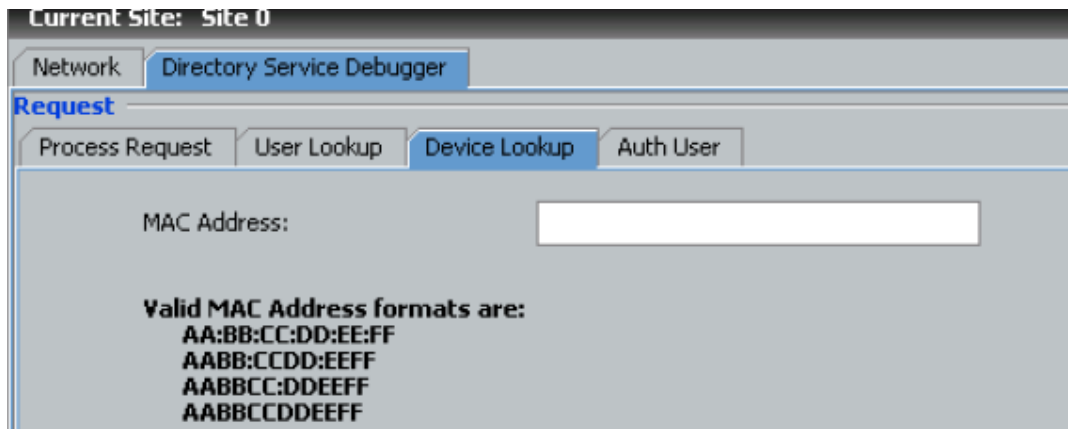 Current Site: Site 0
Network Directory Service Debugger
Request
Process Request User Lookup Device Lookup Auth User
MAC Address:
Valid MAC Address formats are:
AA:BB:CC:DD:EE:FF
AABB:CCDD:EEFF
AABBCC:DDEEFF
AABBCCDDEEFF